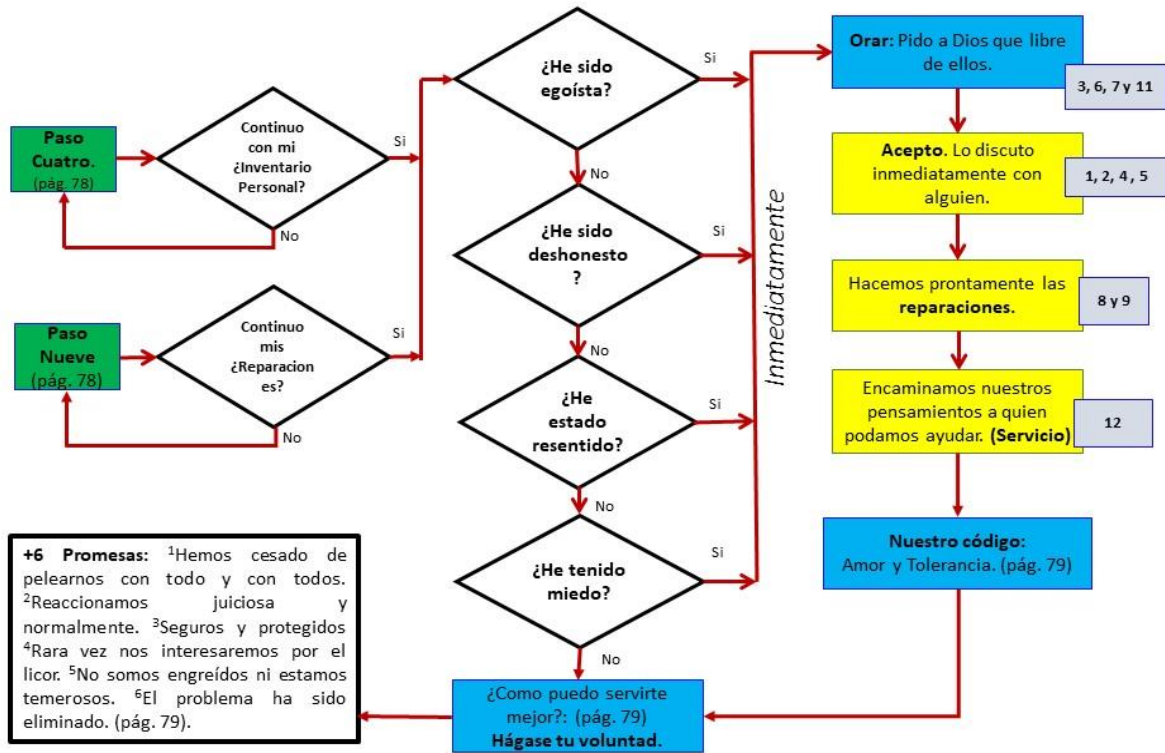 Paso
Cuatro.
(pág. 78)
Continuo
con mi
¿Inventario
Personal?
Si
No
Paso
Nueve
(pág. 78)
Continuo
mis
¿Reparacion
es?
Si
No
¿He sido
egoísta?
Si
No
¿He sido
deshonesto
?
Si
No
¿He
estado
resentido?
Si
No
¿He tenido
miedo?
Si
No
Inmediatamente
Orar: Pido a Dios que libre
de ellos.
3, 6, 7 y 11
Acepto. Lo discuto
inmediatamente con
alguien.
1, 2, 4 , 5
Hacemos prontamente las
reparaciones.
8 y 9
Encaminamos nuestros
pensamientos a quien
podamos ayudar. (Servicio)
12
Nuestro código:
Amor y Tolerancia. (pág. 79)
¿Como puedo servirte
mejor?: (pág. 79)
Hágase tu voluntad.
+6 Promesas: ¹Hemos cesado de
pelearnos con todo y con todos.
²Reaccionamos juiciosa y
normalmente. ³Seguros y protegidos
⁴Rara vez nos interesaremos por el
licor. ⁵No somos engreídos ni estamos
temerosos. ⁶El problema ha sido
eliminado. (pág. 79).